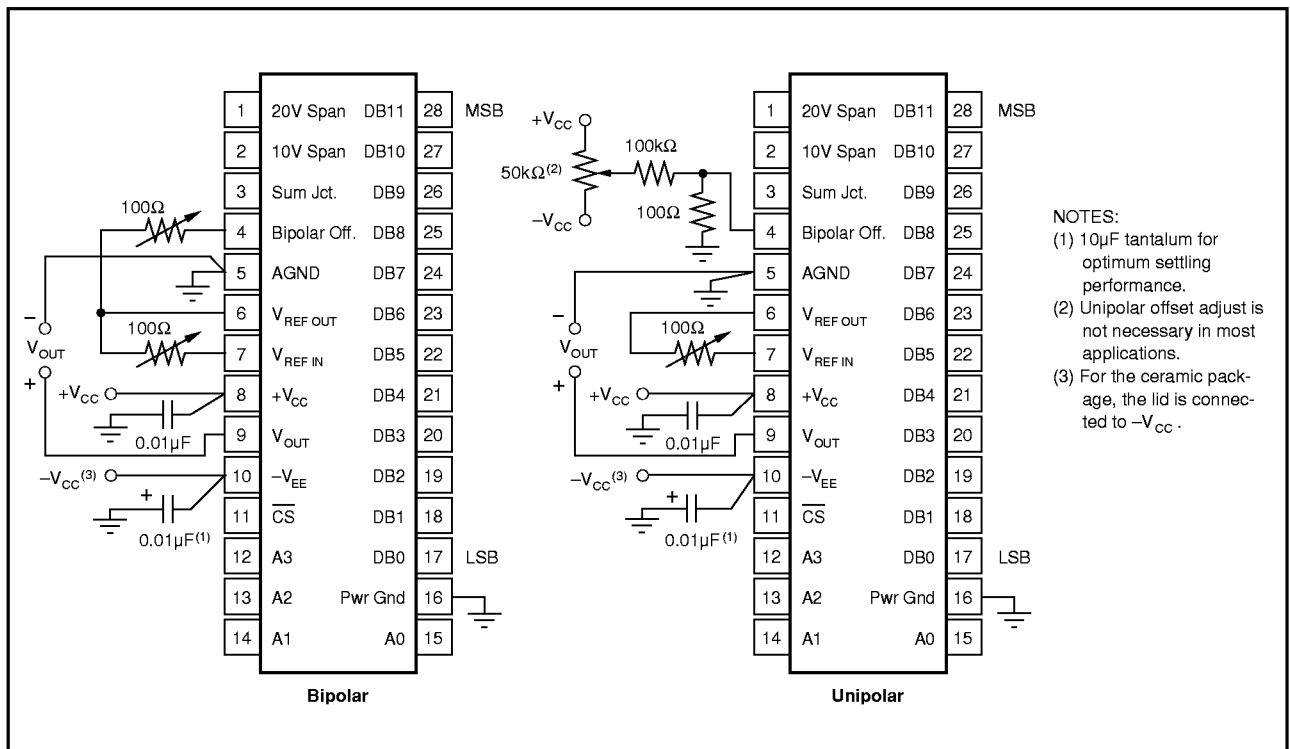 1 20V Span DB11 28 MSB
2 10V Span DB10 27
3 Sum Jct. DB9 26
100Ω
4 Bipolar Off. DB8 25
5 AGND DB7 24
–
6 V_REF OUT DB6 23
V_OUT
100Ω
7 V_REF IN DB5 22
+
+V_CC 8 +V_CC DB4 21
0.01µF
9 V_OUT DB3 20
–V_CC (3) 10 –V_EE DB2 19
+
0.01µF (1)
11 C̅S̅ DB1 18
12 A3 DB0 17 LSB
13 A2 Pwr Gnd 16
14 A1 A0 15
Bipolar
1 20V Span DB11 28 MSB
+V_CC
2 10V Span DB10 27
100kΩ
50kΩ (2)
3 Sum Jct. DB9 26
100Ω
–V_CC
4 Bipolar Off. DB8 25
5 AGND DB7 24
–
6 V_REF OUT DB6 23
V_OUT
100Ω
7 V_REF IN DB5 22
+
+V_CC 8 +V_CC DB4 21
0.01µF
9 V_OUT DB3 20
–V_CC (3) 10 –V_EE DB2 19
+
0.01µF (1)
11 C̅S̅ DB1 18
12 A3 DB0 17 LSB
13 A2 Pwr Gnd 16
14 A1 A0 15
Unipolar
NOTES:
(1) 10µF tantalum for
optimum settling
performance.
(2) Unipolar offset adjust is
not necessary in most
applications.
(3) For the ceramic pack-
age, the lid is connec-
ted to –V_CC .